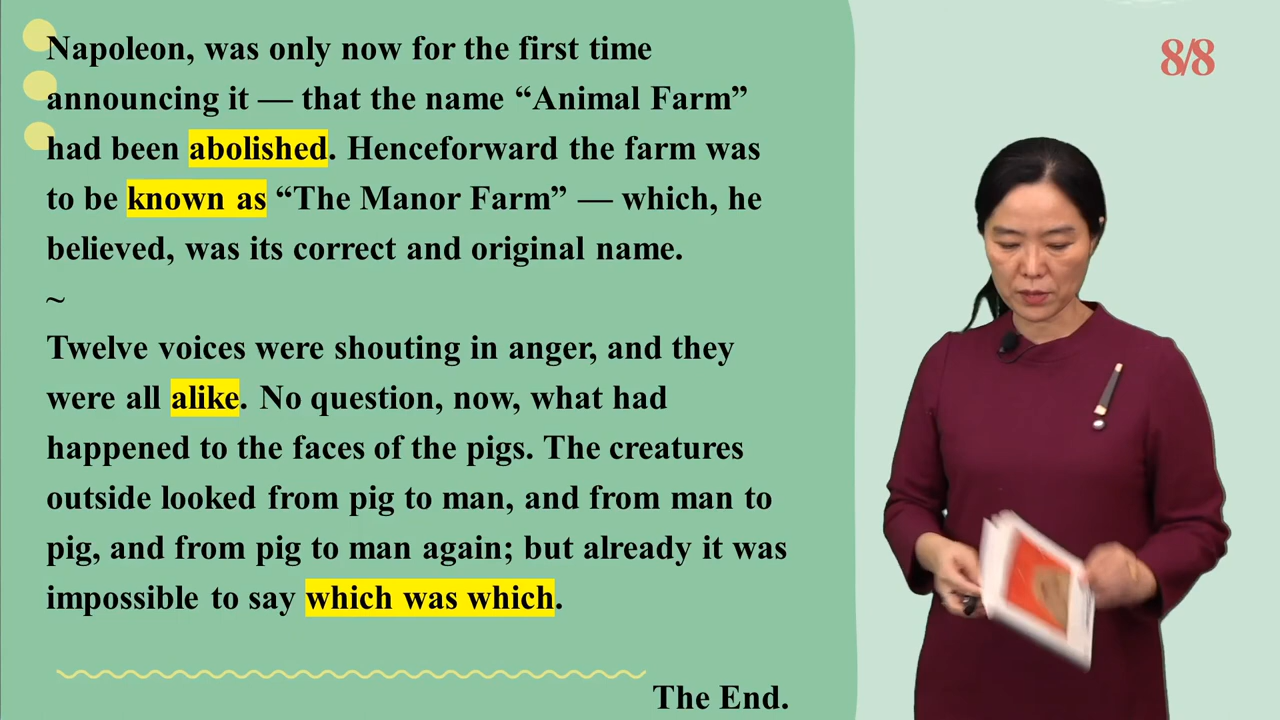 Napoleon, was only now for the first time
announcing it — that the name “Animal Farm”
had been abolished. Henceforward the farm was
to be known as “The Manor Farm” — which, he
believed, was its correct and original name.
~
Twelve voices were shouting in anger, and they
were all alike. No question, now, what had
happened to the faces of the pigs. The creatures
outside looked from pig to man, and from man to
pig, and from pig to man again; but already it was
impossible to say which was which.
The End.
8/8